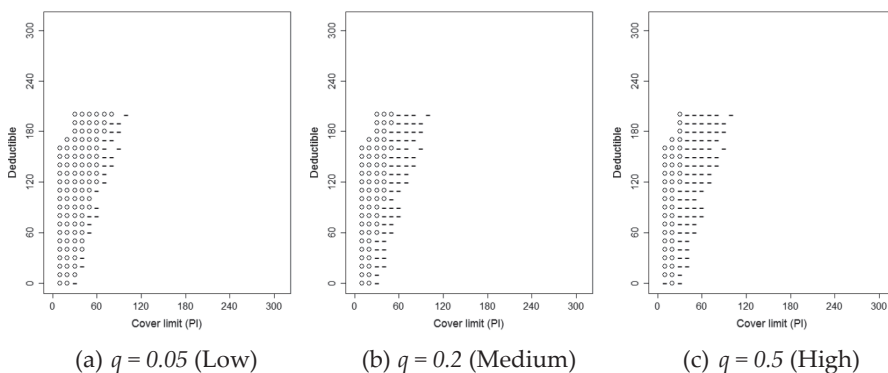 300
240
180
120
60
0
Deductible
0 60 120 180 240 300
Cover limit (PI)
(a) q = 0.05 (Low)
300
240
180
120
60
0
Deductible
0 60 120 180 240 300
Cover limit (PI)
(b) q = 0.2 (Medium)
300
240
180
120
60
0
Deductible
0 60 120 180 240 300
Cover limit (PI)
(c) q = 0.5 (High)